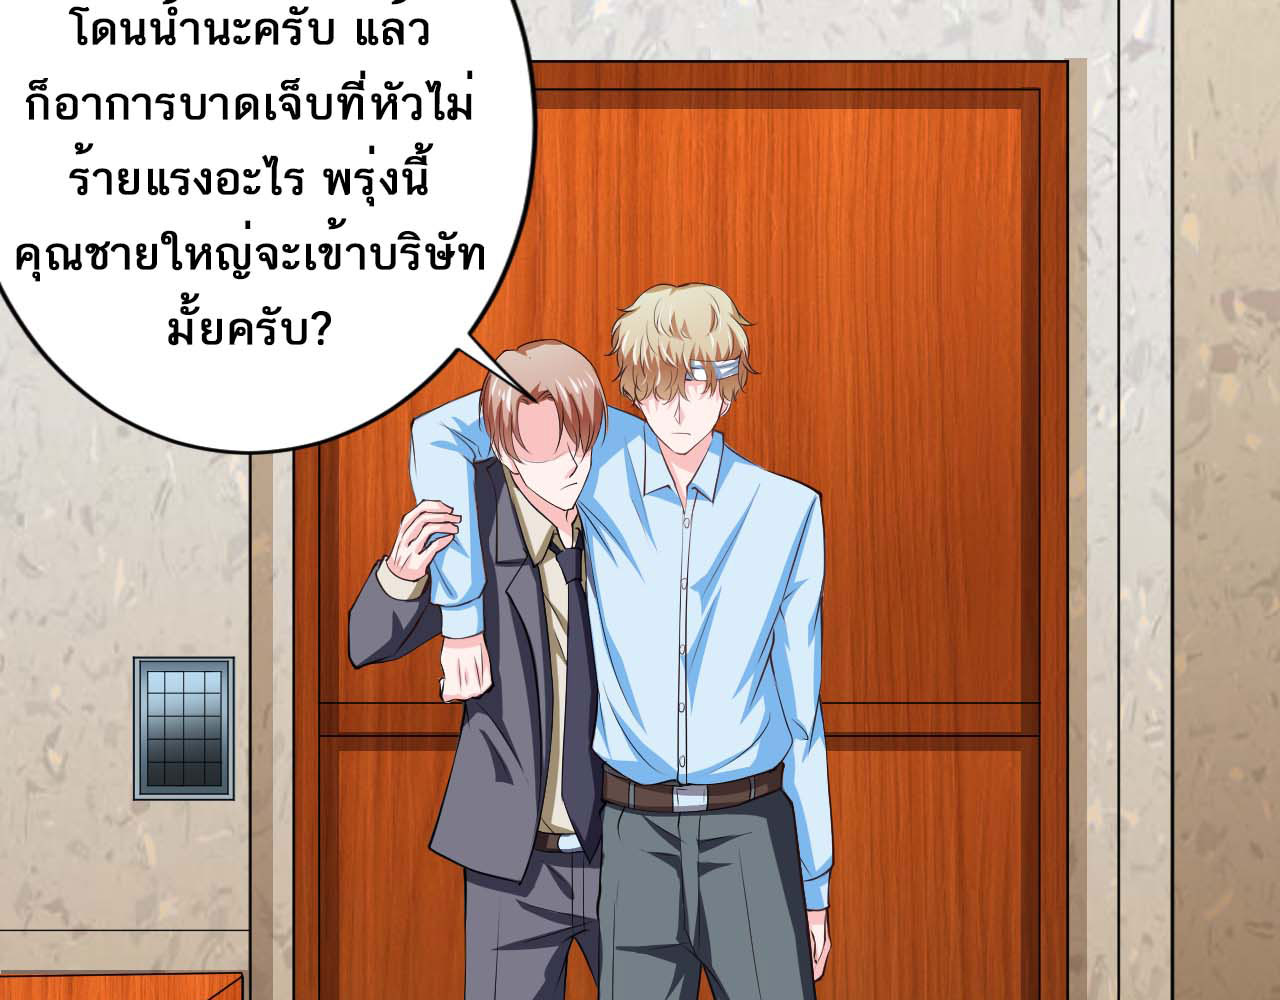 โดนน้ำนะครับ แล้ว
ก็อาการบาดเจ็บที่หัวไม่
ร้ายแรงอะไร พรุ่งนี้
คุณชายใหญ่จะเข้าบริษัท
มั้ยครับ?